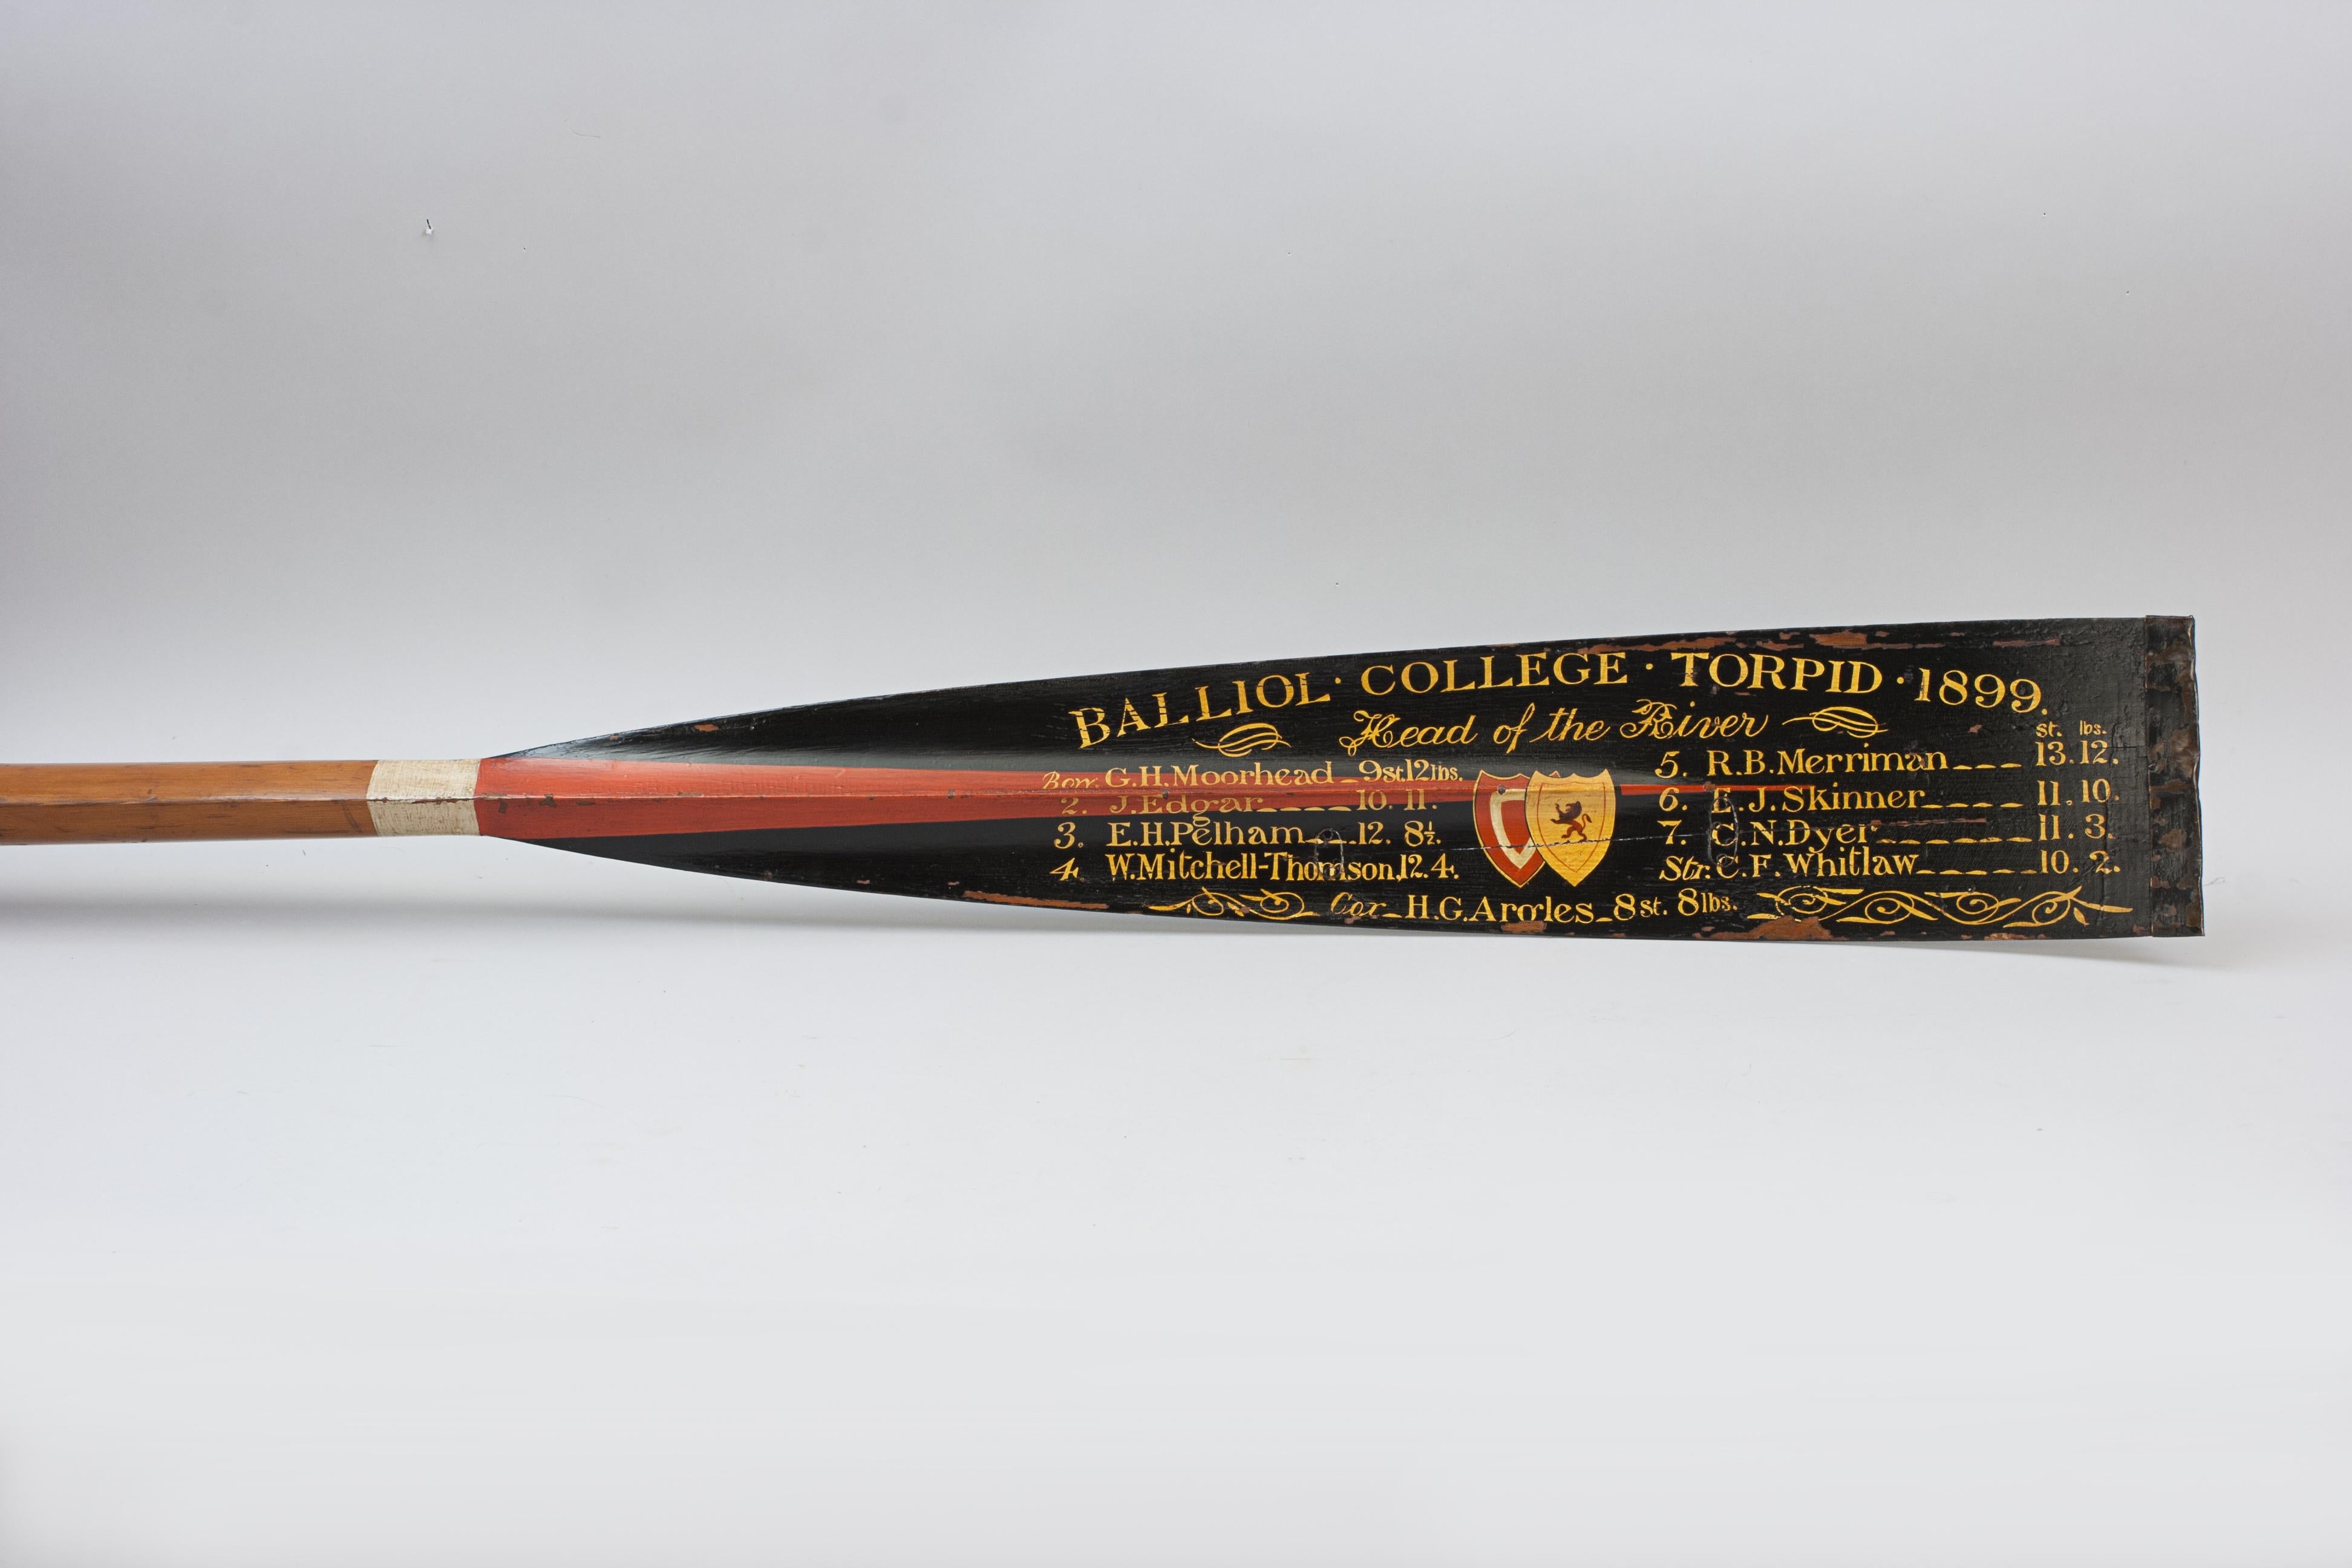 BALLIOL · COLLEGE · TORPID · 1899.
Head of the River
Bow. G.H. Moorhead 9st. 12lbs.
2. J. Edgar 10. 11.
3. E.H. Pelham 12. 8½.
4. W. Mitchell-Thomson, 12. 4.
st. lbs.
5. R.B. Merriman 13. 12.
6. J. Skinner 11. 10.
7. C.N. Dyer 11. 3.
Str: C.F. Whitlaw 10. 2.
Cox H.G. Argles 8st. 8lbs.